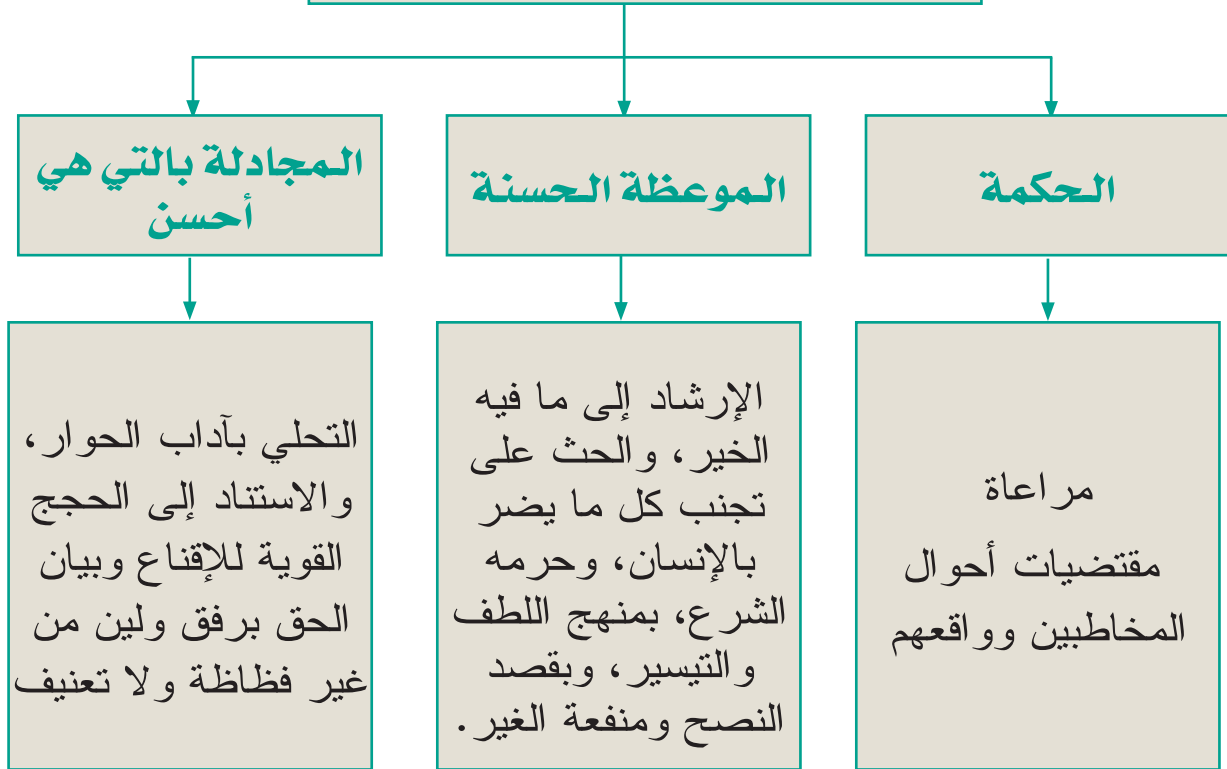 الحكمة
مراعاة
مقتضيات أحوال
المخاطبين وواقعهم
الموعظة الحسنة
الإرشاد إلى ما فيه
الخير، والحث على
تجنب كل ما يضر
بالإنسان، وحرمه
الشرع، بمنهج اللطف
والتيسير، وبقصد
النصح ومنفعة الغير.
المجادلة بالتي هي
أحسن
التحلي بآداب الحوار،
والاستناد إلى الحجج
القوية للإقناع وبيان
الحق برفق ولين من
غير فظاظة ولا تعنيف